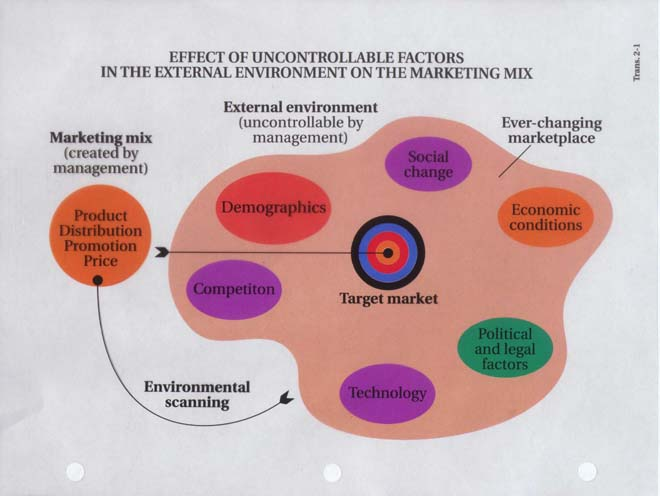 EFFECT OF UNCONTROLLABLE FACTORS
IN THE EXTERNAL ENVIRONMENT ON THE MARKETING MIX
Trans. 2-1
External environment
(uncontrollable by
management)
Ever-changing
marketplace
Marketing mix
(created by
management)
Social
change
Demographics
Economic
conditions
Product
Distribution
Promotion
Price
Competiton
Target market
Political
and legal
factors
Environmental
scanning
Technology